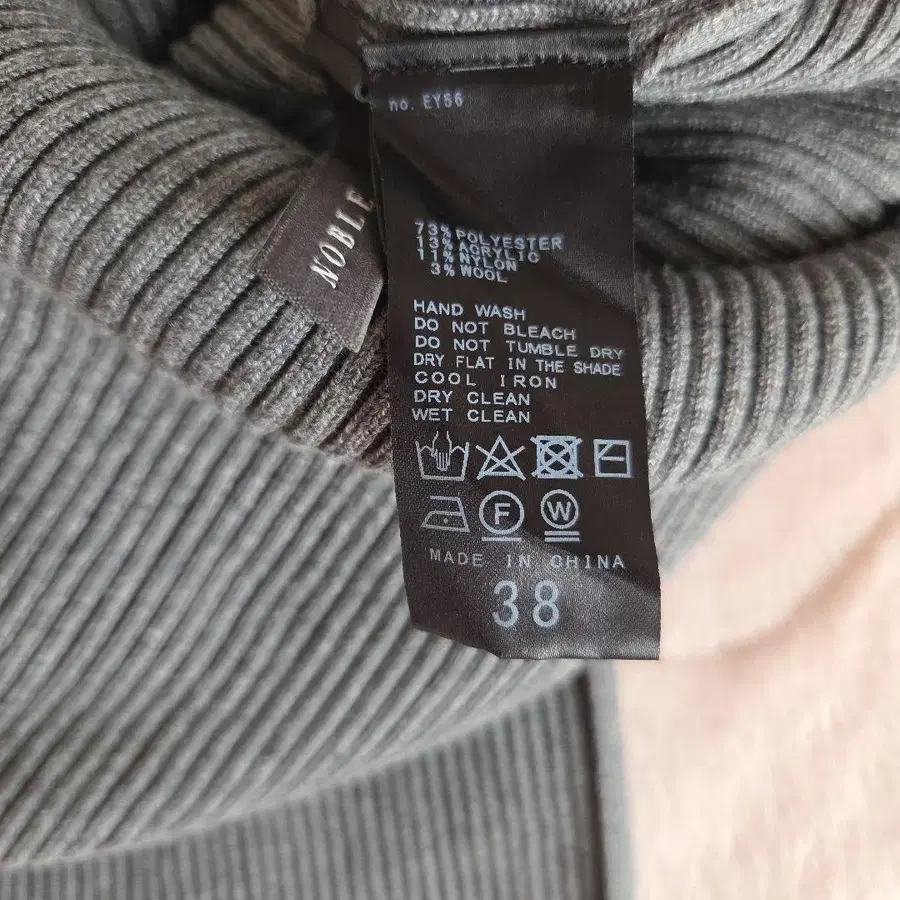 no. EY56
NOBLE
73% POLYESTER
13% ACRYLIC
11% NYLON
3% WOOL
HAND WASH
DO NOT BLEACH
DO NOT TUMBLE DRY
DRY FLAT IN THE SHADE
COOL IRON
DRY CLEAN
WET CLEAN
F
W
MADE IN CHINA
38